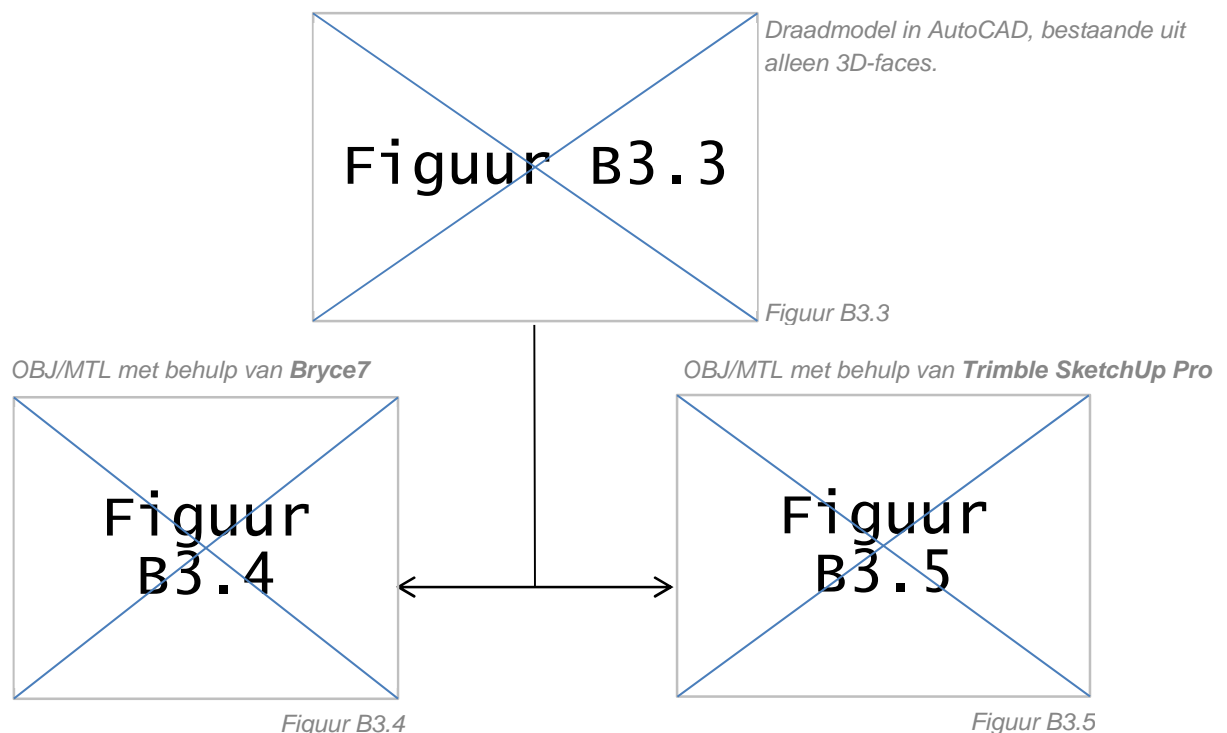 Draadmodel in AutoCAD, bestaande uit
alleen 3D-faces.
Figuur B3.3
Figuur B3.3
OBJ/MTL met behulp van Bryce7
OBJ/MTL met behulp van Trimble SketchUp Pro
Figuur
B3.4
Figuur
B3.5
Figuur B3.4
Figuur B3.5